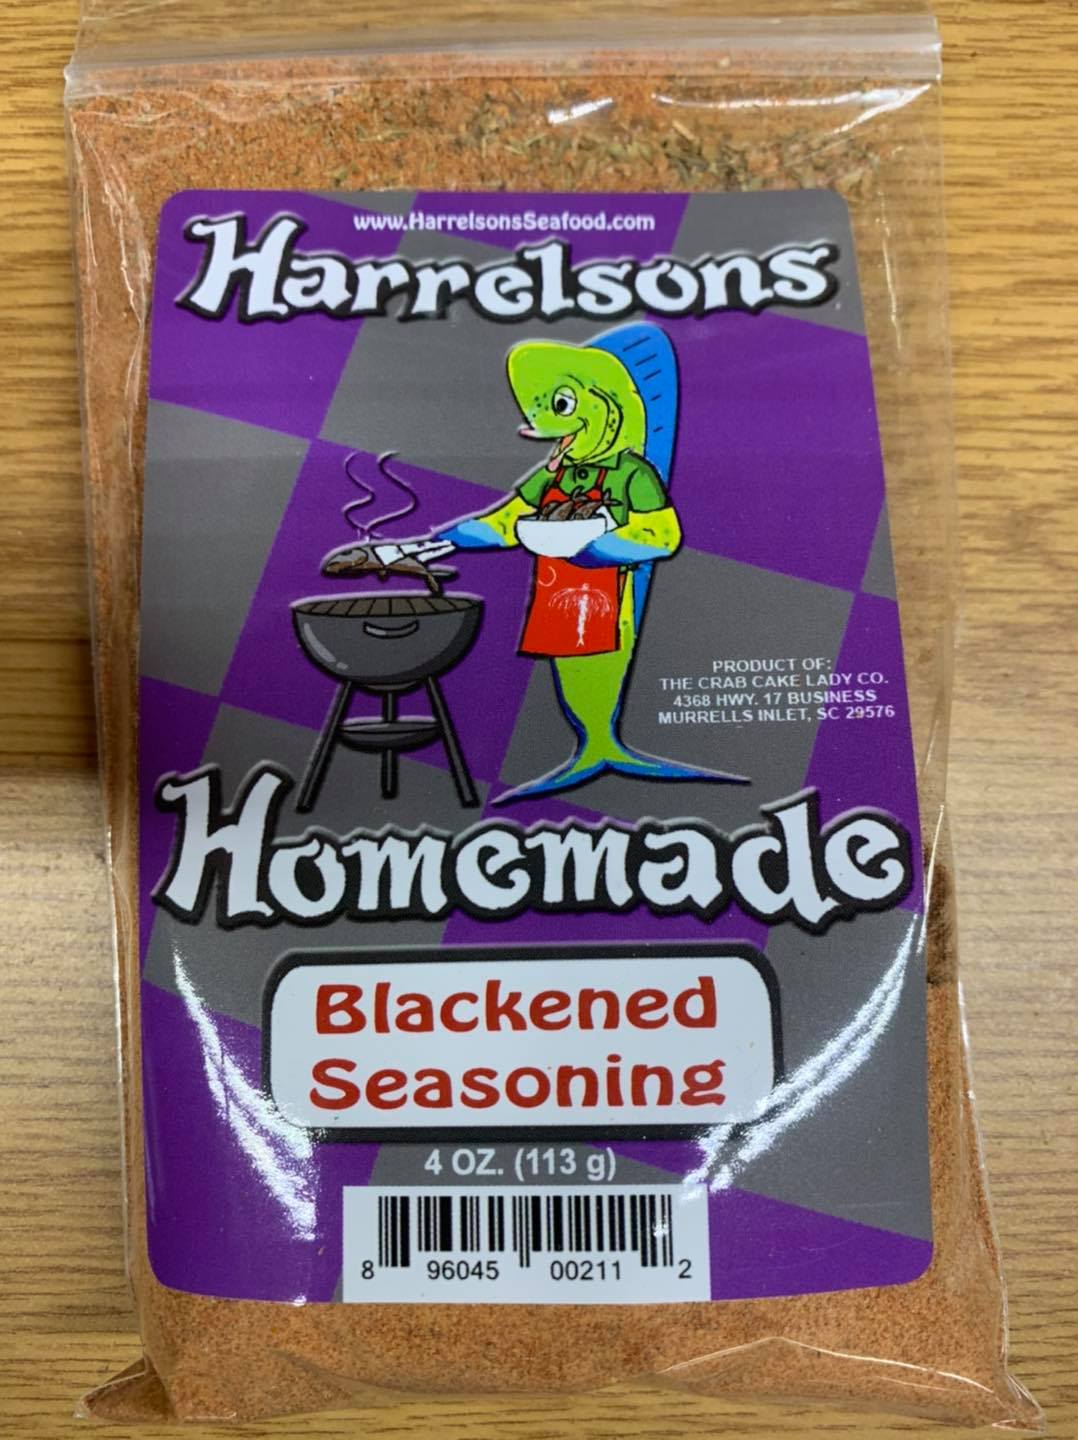 www.HarrelsonsSeafood.com
Harrelsons
PRODUCT OF:
THE CRAB CAKE LADY CO.
4368 HWY. 17 BUSINESS
MURRELLS INLET, SC 29576
Homemade
Blackened
Seasoning
4 OZ. (113 g)
8 96045 00211 2